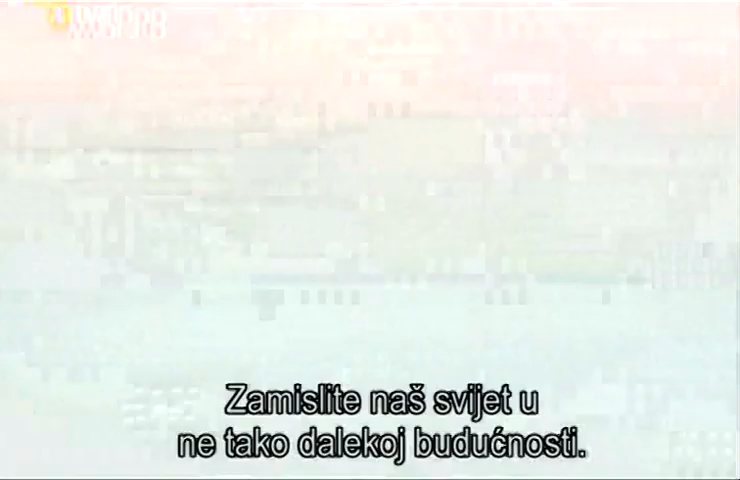 Zamislite naš svijet u
ne tako dalekoj budućnosti.